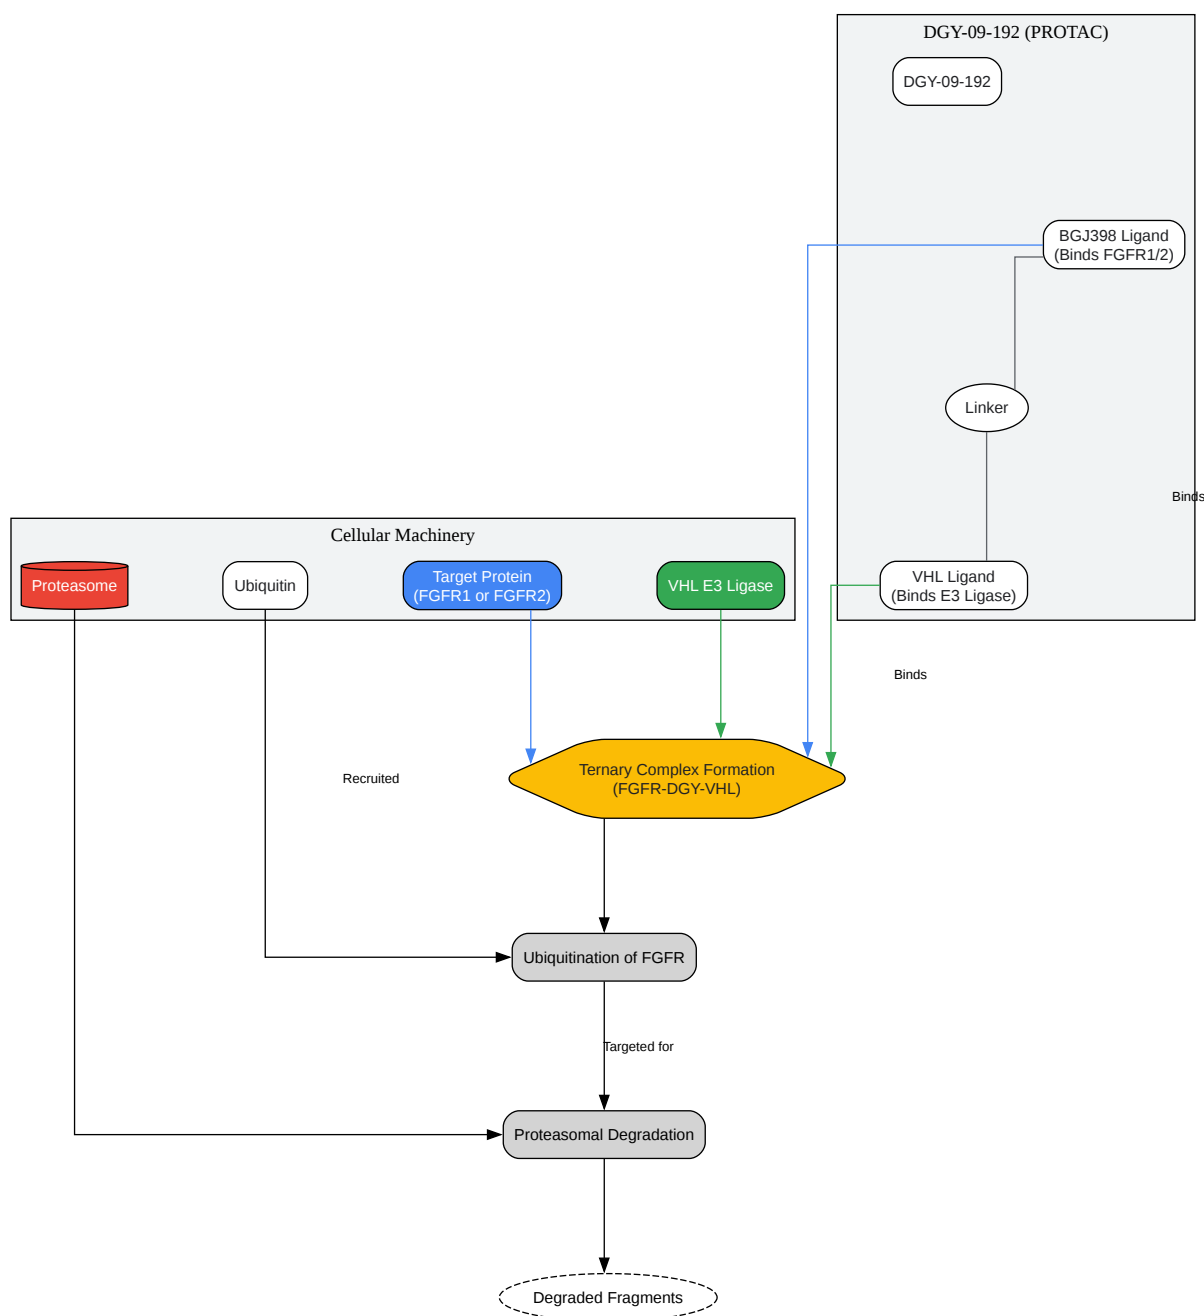 DGY-09-192 (PROTAC)
DGY-09-192
BGJ398 Ligand
(Binds FGFR1/2)
Linker
Binds
Cellular Machinery
Proteasome
Ubiquitin
Target Protein
(FGFR1 or FGFR2)
VHL E3 Ligase
VHL Ligand
(Binds E3 Ligase)
Binds
Recruited
Ternary Complex Formation
(FGFR-DGY-VHL)
Ubiquitination of FGFR
Targeted for
Proteasomal Degradation
Degraded Fragments